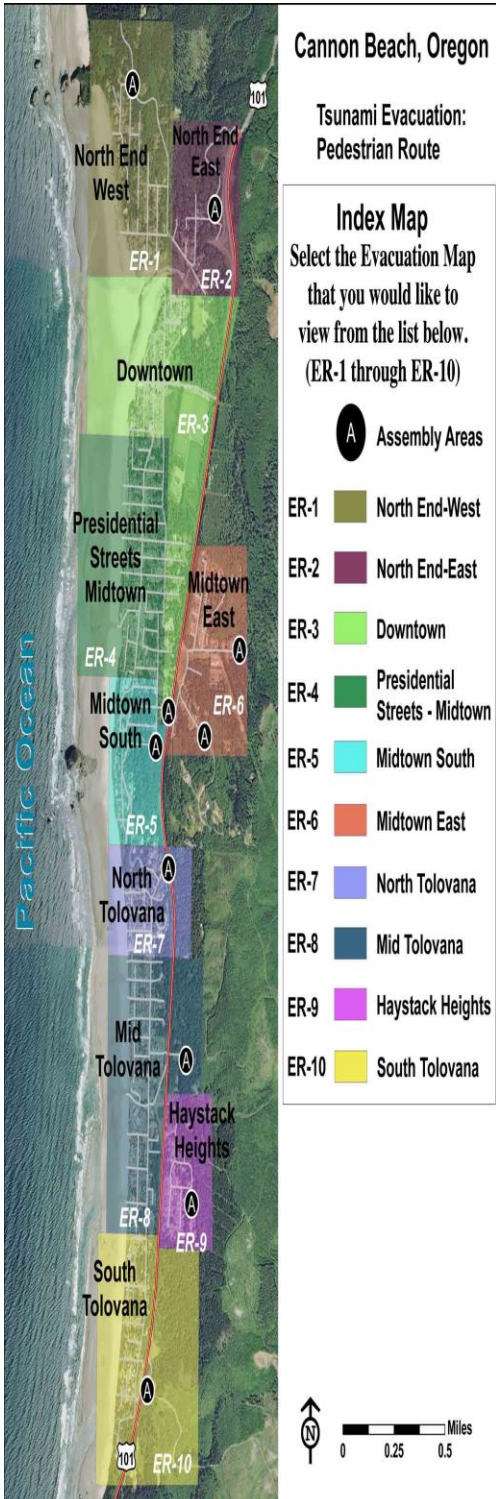 Cannon Beach, Oregon
Tsunami Evacuation:
Pedestrian Route
Index Map
Select the Evacuation Map
that you would like to
view from the list below.
(ER-1 through ER-10)
A Assembly Areas
ER-1 North End-West
ER-2 North End-East
ER-3 Downtown
ER-4 Presidential
Streets - Midtown
ER-5 Midtown South
ER-6 Midtown East
ER-7 North Tolovana
ER-8 Mid Tolovana
ER-9 Haystack Heights
ER-10 South Tolovana
N
Miles
0 0.25 0.5
A
101
North End
West
North End
East
A
ER-1
ER-2
Downtown
ER-3
Presidential
Streets
Midtown
Midtown
East
A
ER-4
Midtown
South
A
ER-6
A
A
ER-5
Pacific Ocean
North
Tolovana
A
ER-7
Mid
Tolovana
A
Haystack
Heights
A
ER-8
ER-9
South
Tolovana
A
101
ER-10